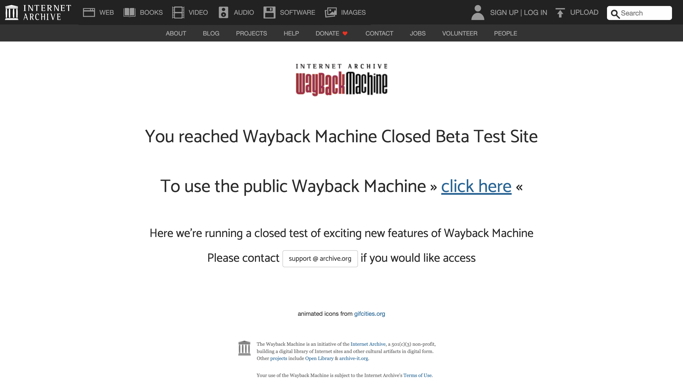 INTERNET ARCHIVE
WEB
BOOKS
VIDEO
AUDIO
SOFTWARE
IMAGES
SIGN UP | LOG IN
UPLOAD
Search
ABOUT
BLOG
PROJECTS
HELP
DONATE
CONTACT
JOBS
VOLUNTEER
PEOPLE
INTERNET ARCHIVE
WayBackMachine
You reached Wayback Machine Closed Beta Test Site
To use the public Wayback Machine » click here «
Here we're running a closed test of exciting new features of Wayback Machine
Please contact support @ archive.org if you would like access
animated icons from gifcities.org
The Wayback Machine is an initiative of the Internet Archive, a 501(c)(3) non-profit,
building a digital library of Internet sites and other cultural artifacts in digital form.
Other projects include Open Library & archive-it.org.
Your use of the Wayback Machine is subject to the Internet Archive's Terms of Use.